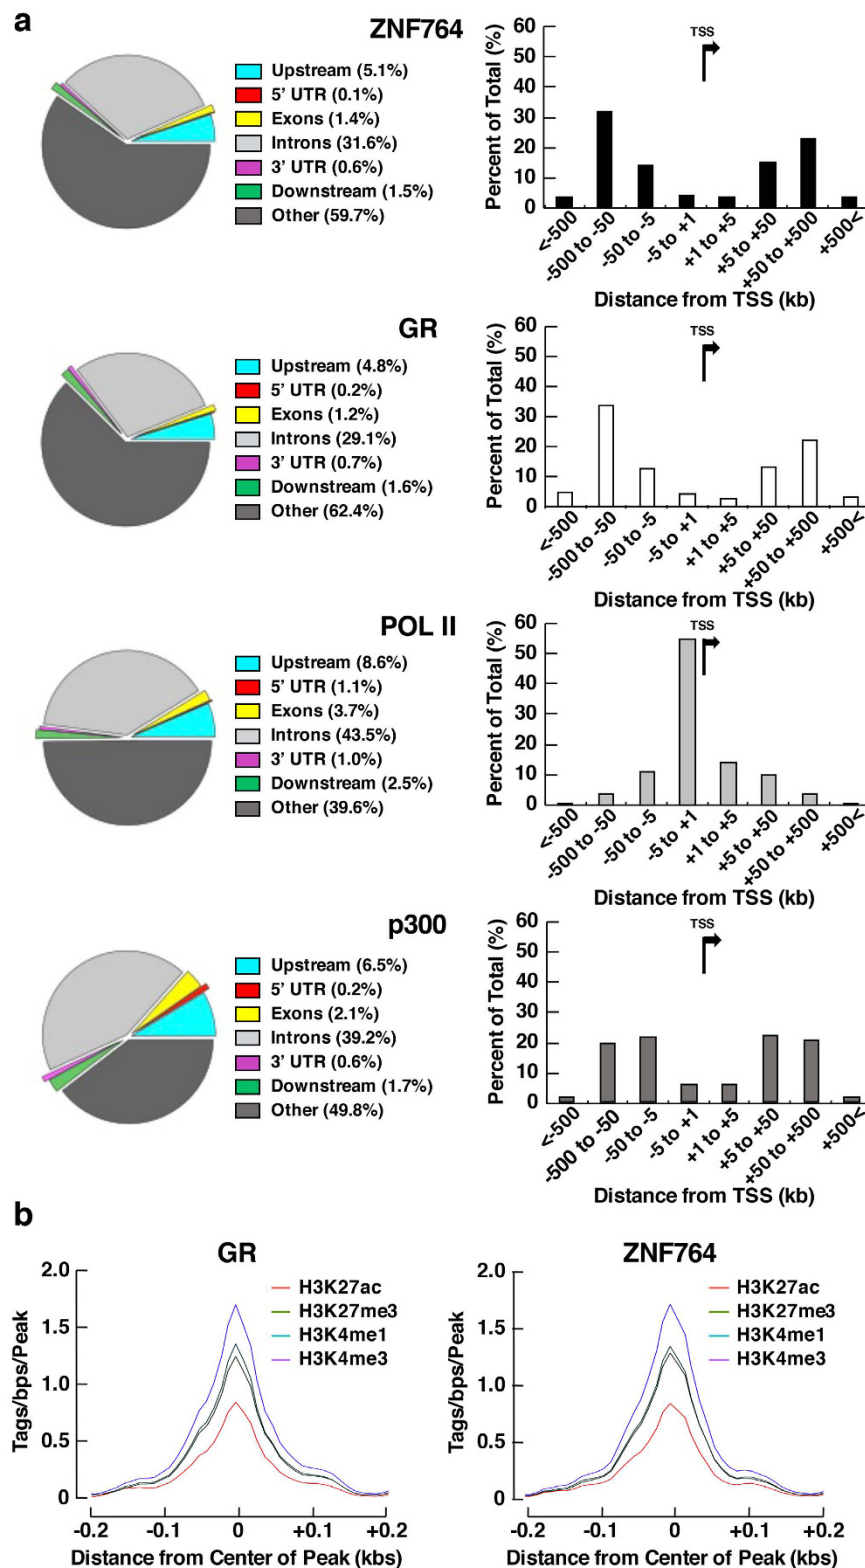 a
ZNF764
Upstream (5.1%)
5' UTR (0.1%)
Exons (1.4%)
Introns (31.6%)
3' UTR (0.6%)
Downstream (1.5%)
Other (59.7%)
Percent of Total (%)
60
50
40
30
20
10
0
TSS
<-500
-500 to -50
-50 to -5
-5 to +1
+1 to +5
+5 to +50
+50 to +500
+500<
Distance from TSS (kb)
GR
Upstream (4.8%)
5' UTR (0.2%)
Exons (1.2%)
Introns (29.1%)
3' UTR (0.7%)
Downstream (1.6%)
Other (62.4%)
Percent of Total (%)
60
50
40
30
20
10
0
TSS
<-500
-500 to -50
-50 to -5
-5 to +1
+1 to +5
+5 to +50
+50 to +500
+500<
Distance from TSS (kb)
POL II
Upstream (8.6%)
5' UTR (1.1%)
Exons (3.7%)
Introns (43.5%)
3' UTR (1.0%)
Downstream (2.5%)
Other (39.6%)
Percent of Total (%)
60
50
40
30
20
10
0
TSS
<-500
-500 to -50
-50 to -5
-5 to +1
+1 to +5
+5 to +50
+50 to +500
+500<
Distance from TSS (kb)
p300
Upstream (6.5%)
5' UTR (0.2%)
Exons (2.1%)
Introns (39.2%)
3' UTR (0.6%)
Downstream (1.7%)
Other (49.8%)
Percent of Total (%)
60
50
40
30
20
10
0
TSS
<-500
-500 to -50
-50 to -5
-5 to +1
+1 to +5
+5 to +50
+50 to +500
+500<
Distance from TSS (kb)
b
GR
Tags/bps/Peak
2.0
1.5
1.0
0.5
0
H3K27ac
H3K27me3
H3K4me1
H3K4me3
-0.2 -0.1 0 +0.1 +0.2
Distance from Center of Peak (kbs)
ZNF764
Tags/bps/Peak
2.0
1.5
1.0
0.5
0
H3K27ac
H3K27me3
H3K4me1
H3K4me3
-0.2 -0.1 0 +0.1 +0.2
Distance from Center of Peak (kbs)